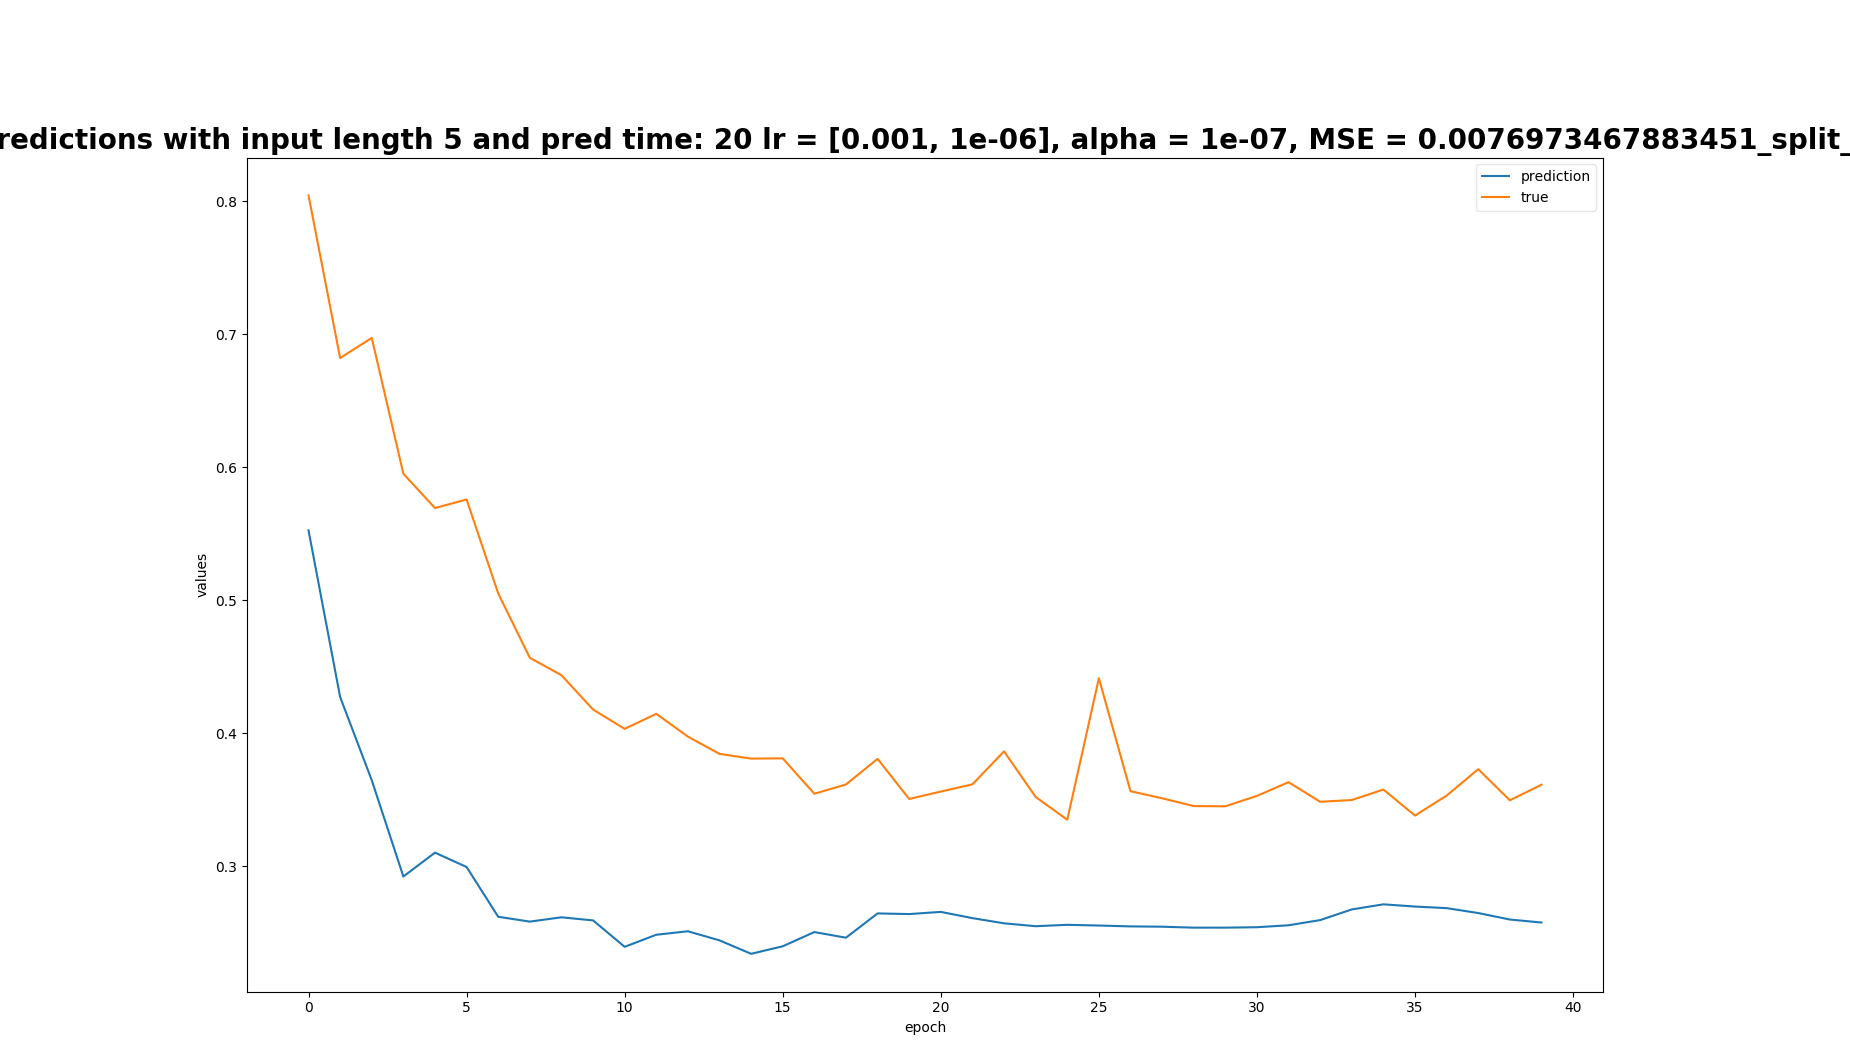 redictions with input length 5 and pred time: 20 lr = [0.001, 1e-06], alpha = 1e-07, MSE = 0.0076973467883451_split_
prediction
true
0.8
0.7
0.6
0.5
0.4
0.3
values
0 5 10 15 20 25 30 35 40
epoch